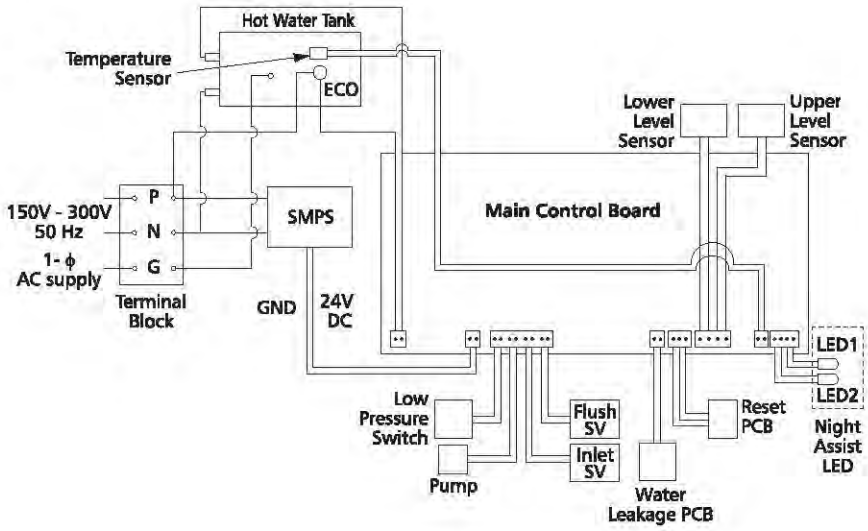 Hot Water Tank
Temperature
Sensor
ECO
Lower
Level
Sensor
Upper
Level
Sensor
Main Control Board
150V - 300V
50 Hz
1- ϕ
AC supply
P
N
G
Terminal
Block
SMPS
GND
24V
DC
LED1
LED2
Night
Assist
LED
Low
Pressure
Switch
Pump
Flush
SV
Inlet
SV
Water
Leakage PCB
Reset
PCB